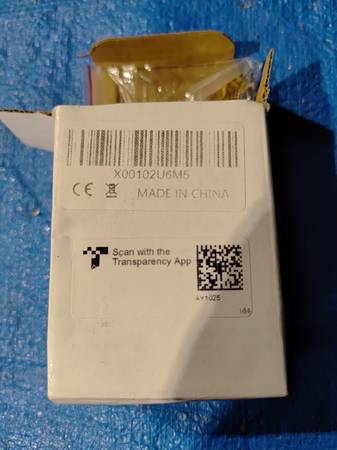 X00102U6M5
CE MADE IN CHINA
Scan with the
Transparency App
AY1025